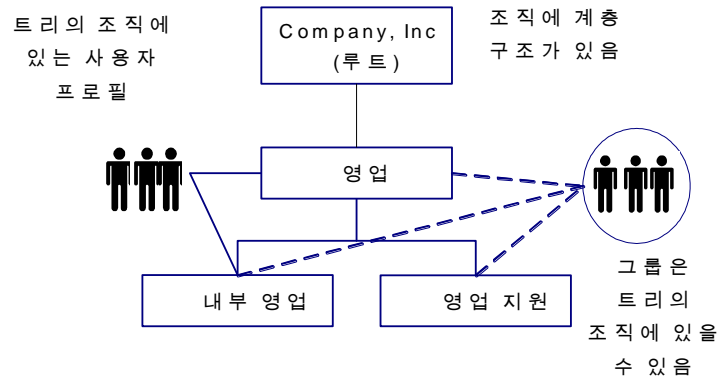 트리의 조직에
있는 사용자
프로필
Company, Inc
(루트)
조직에 계층
구조가 있음
영업
내부 영업
영업 지원
그룹은
트리의
조직에 있을
수 있음